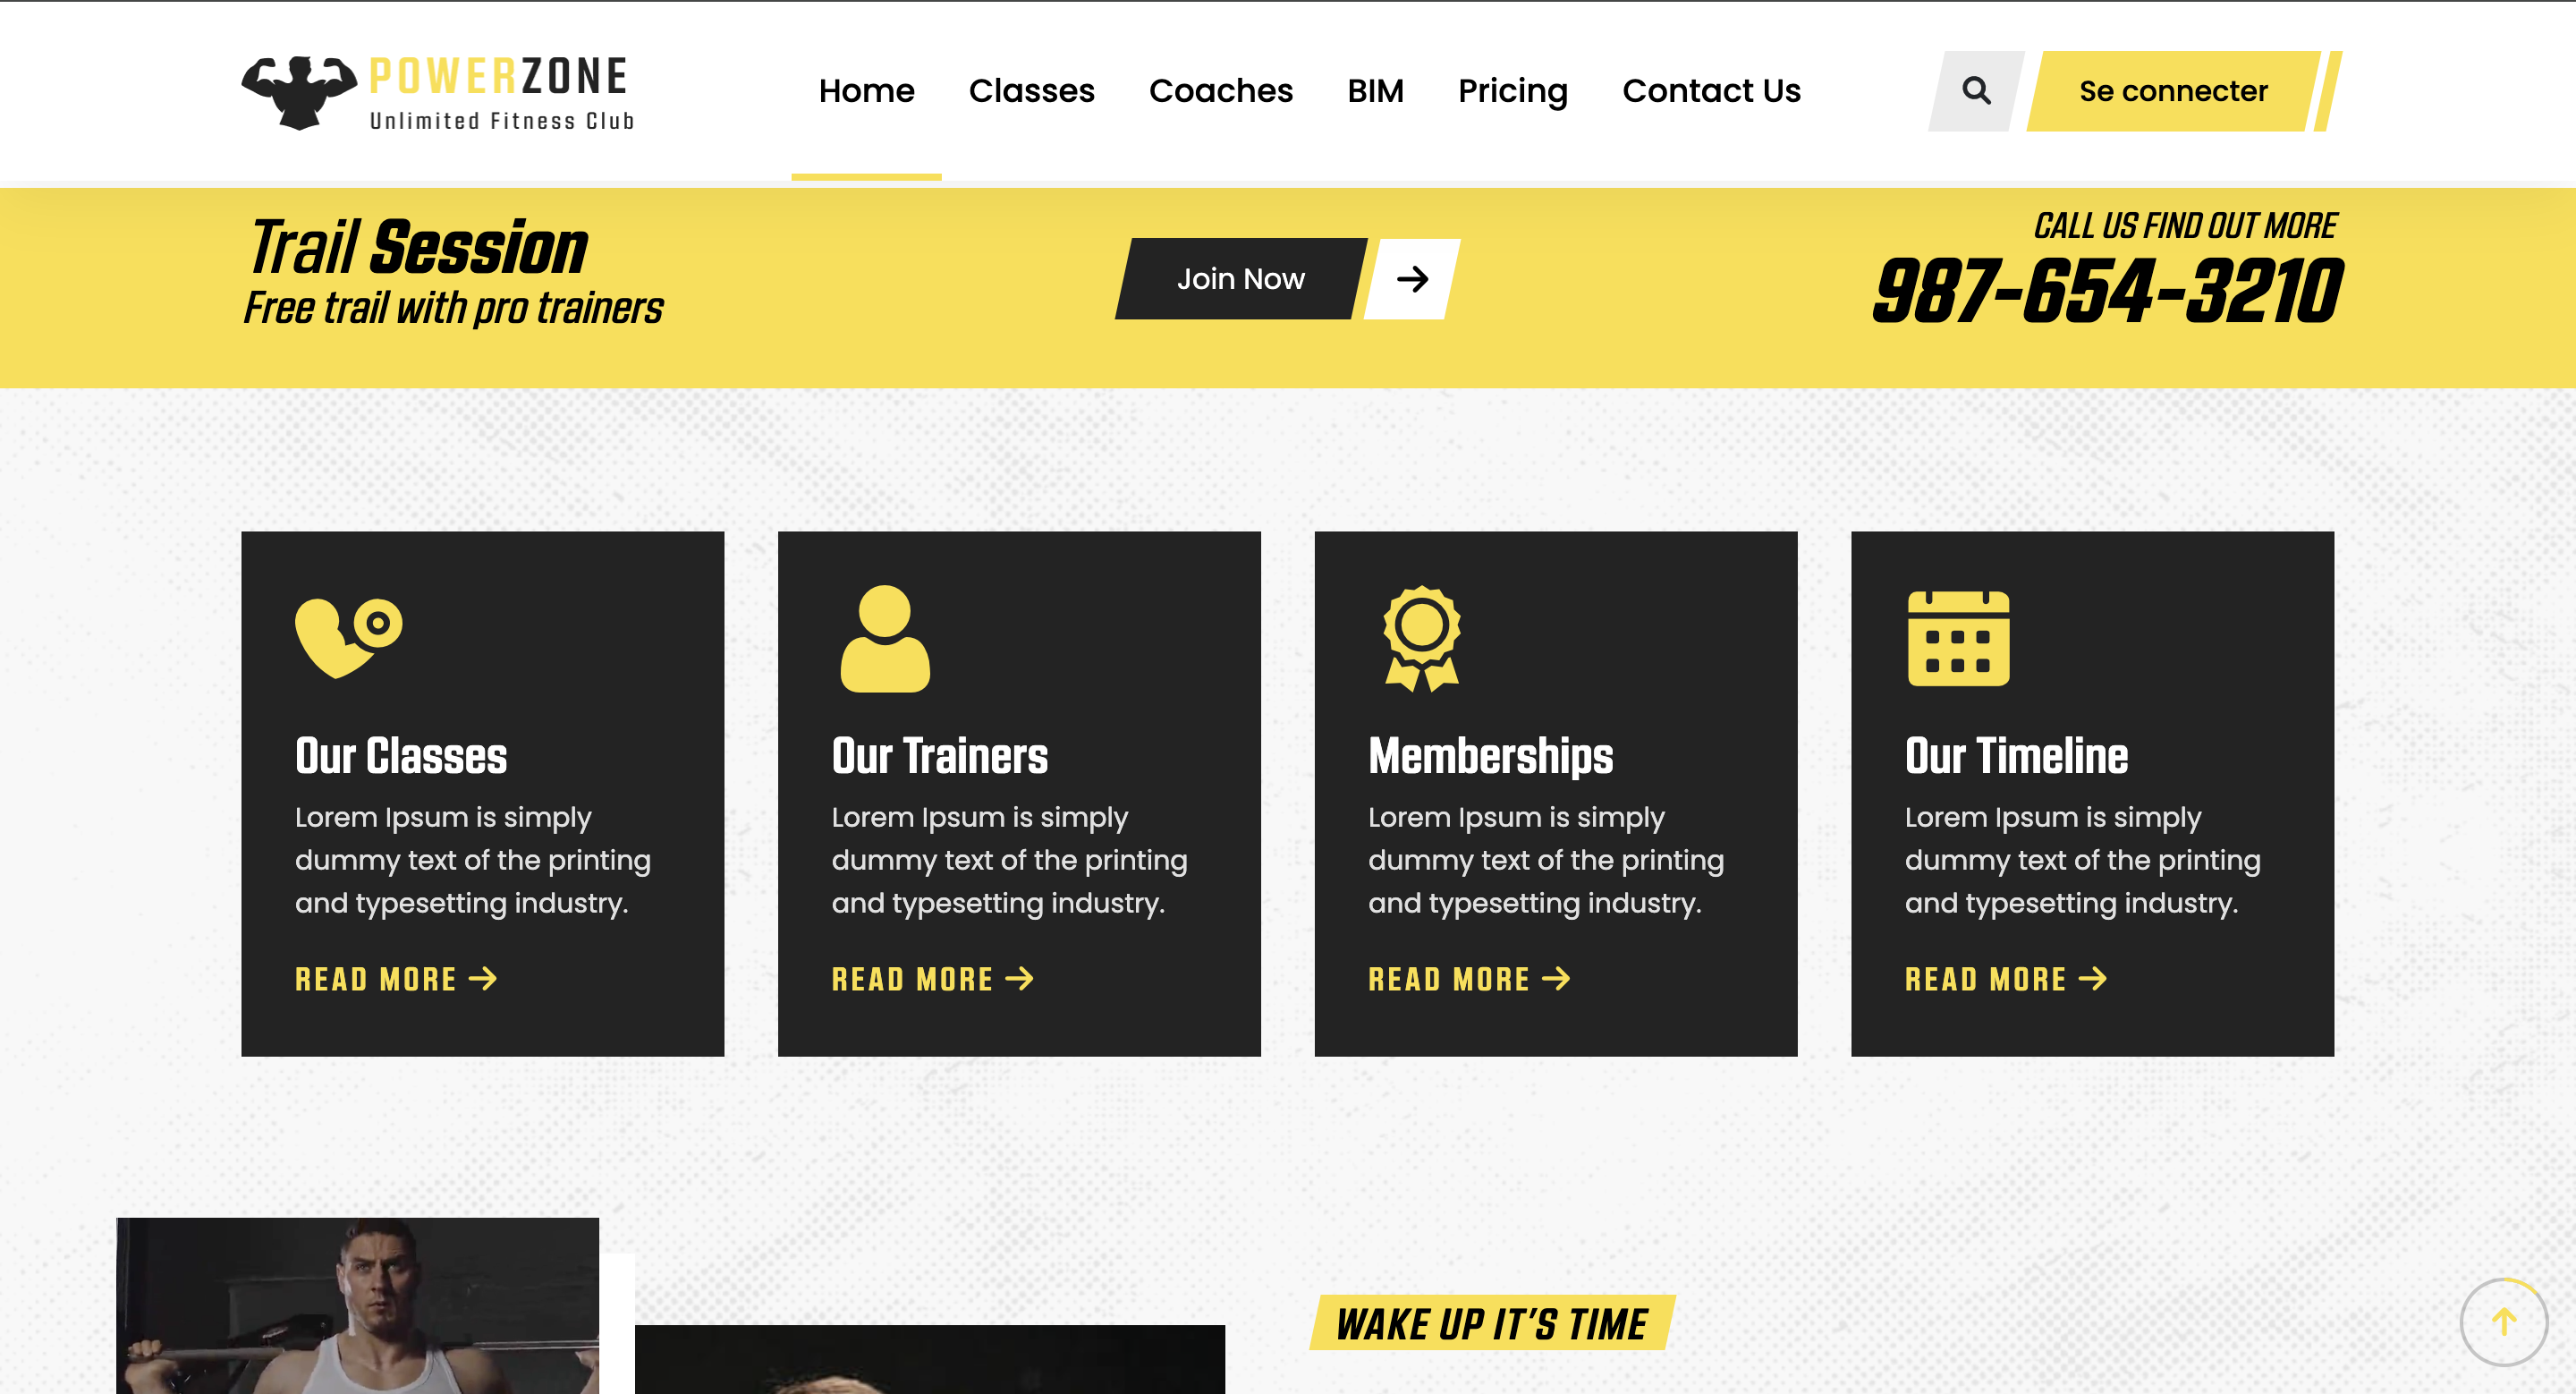 POWERZONE
Unlimited Fitness Club
Home
Classes
Coaches
BIM
Pricing
Contact Us
Se connecter
Trail Session
Free trail with pro trainers
Join Now
CALL US FIND OUT MORE
987-654-3210
Our Classes
Lorem Ipsum is simply
dummy text of the printing
and typesetting industry.
READ MORE
Our Trainers
Lorem Ipsum is simply
dummy text of the printing
and typesetting industry.
READ MORE
Memberships
Lorem Ipsum is simply
dummy text of the printing
and typesetting industry.
READ MORE
Our Timeline
Lorem Ipsum is simply
dummy text of the printing
and typesetting industry.
READ MORE
WAKE UP IT'S TIME